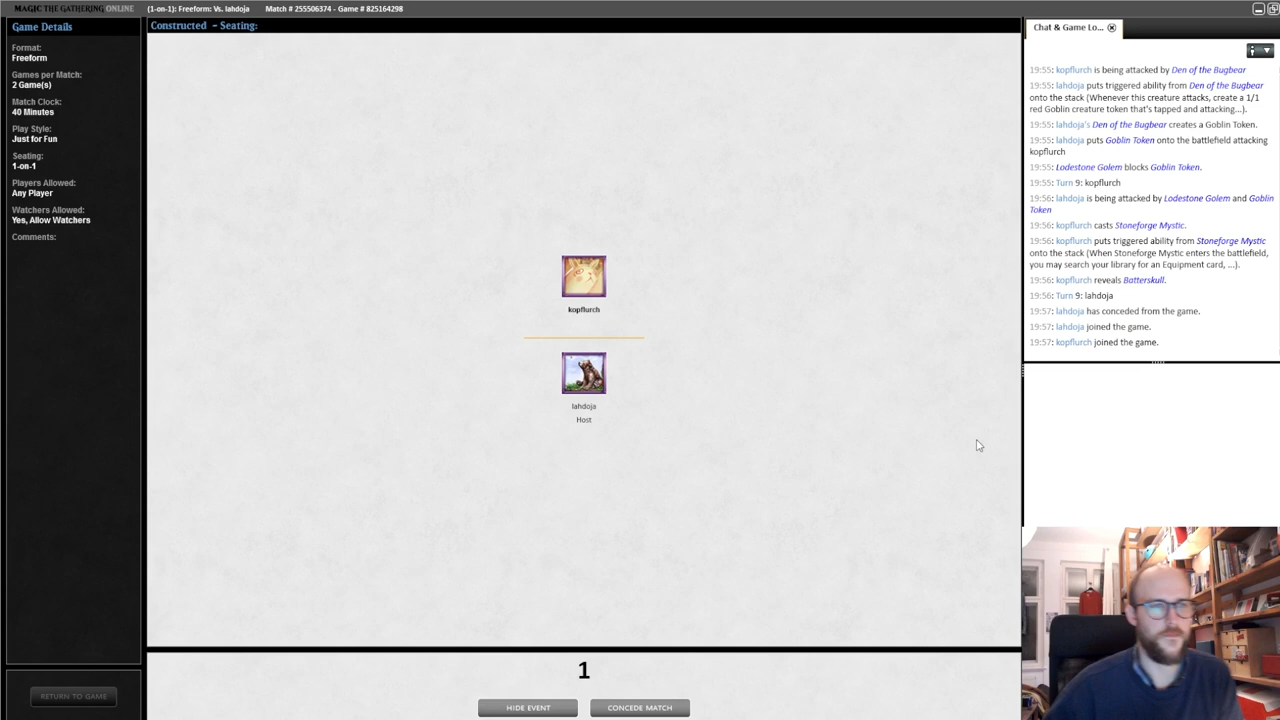 MAGIC THE GATHERING ONLINE
(1-on-1): Freeform: Vs. lahdoja
Match # 255506374 - Game # 825164298
Game Details
Format:
Freeform
Games per Match:
2 Game(s)
Match Clock:
40 Minutes
Play Style:
Just for Fun
Seating:
1-on-1
Players Allowed:
Any Player
Watchers Allowed:
Yes, Allow Watchers
Comments:
RETURN TO GAME
Constructed - Seating:
kopflurch
lahdoja
Host
1
HIDE EVENT
CONCEDE MATCH
Chat & Game Lo...
19:55: kopflurch is being attacked by Den of the Bugbear
19:55: lahdoja puts triggered ability from Den of the Bugbear
onto the stack (Whenever this creature attacks, create a 1/1
red Goblin creature token that's tapped and attacking...).
19:55: lahdoja's Den of the Bugbear creates a Goblin Token.
19:55: lahdoja puts Goblin Token onto the battlefield attacking
kopflurch
19:55: Lodestone Golem blocks Goblin Token.
19:55: Turn 9: kopflurch
19:56: lahdoja is being attacked by Lodestone Golem and Goblin
Token
19:56: kopflurch casts Stoneforge Mystic.
19:56: kopflurch puts triggered ability from Stoneforge Mystic
onto the stack (When Stoneforge Mystic enters the battlefield,
you may search your library for an Equipment card, ...).
19:56: kopflurch reveals Batterskull.
19:56: Turn 9: lahdoja
19:57: lahdoja has conceded from the game.
19:57: lahdoja joined the game.
19:57: kopflurch joined the game.